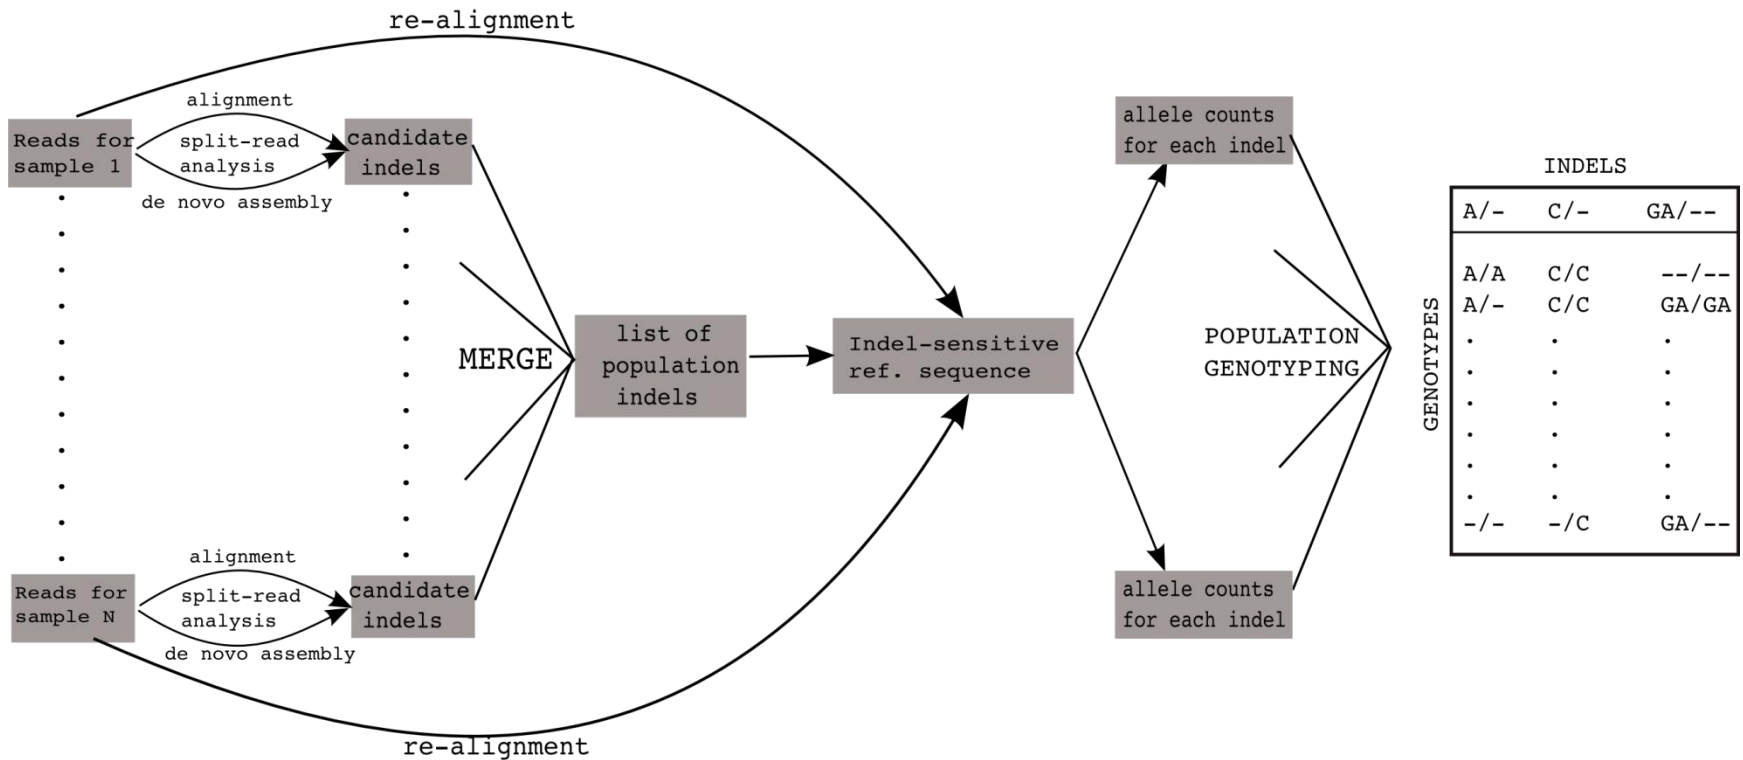 re-alignment
alignment
Reads for
sample 1
split-read
analysis
de novo assembly
candidate
indels
MERGE
list of
population
indels
Indel-sensitive
ref. sequence
allele counts
for each indel
POPULATION
GENOTYPING
INDELS
GENOTYPES
A/- C/- GA/--
A/A C/C --/--
A/- C/C GA/GA
-/- -/C GA/--
alignment
Reads for
sample N
split-read
analysis
de novo assembly
candidate
indels
allele counts
for each indel
re-alignment